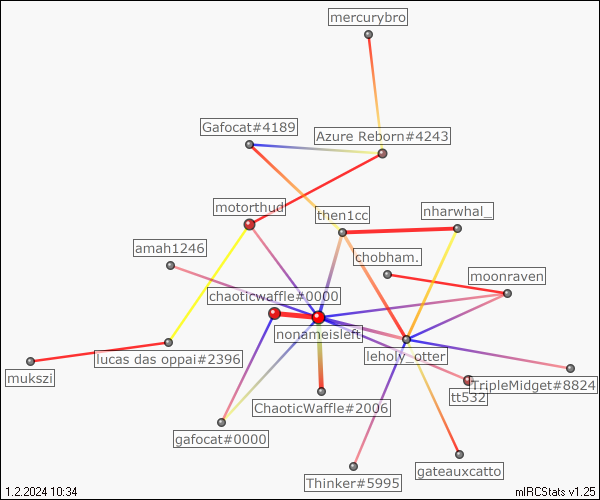 mercurybro
Gafocat#4189
Azure Reborn#4243
motorthud
then1cc
nharwhal_
amah1246
chobham.
moonraven
chaoticwaffle#0000
nonameisleft
leholy_otter
lucas das oppai#2396
mukszi
TripleMidget#8824
tt532
ChaoticWaffle#2006
gafocat#0000
gateauxcatto
Thinker#5995
1.2.2024 10:34
mIRCStats v1.25